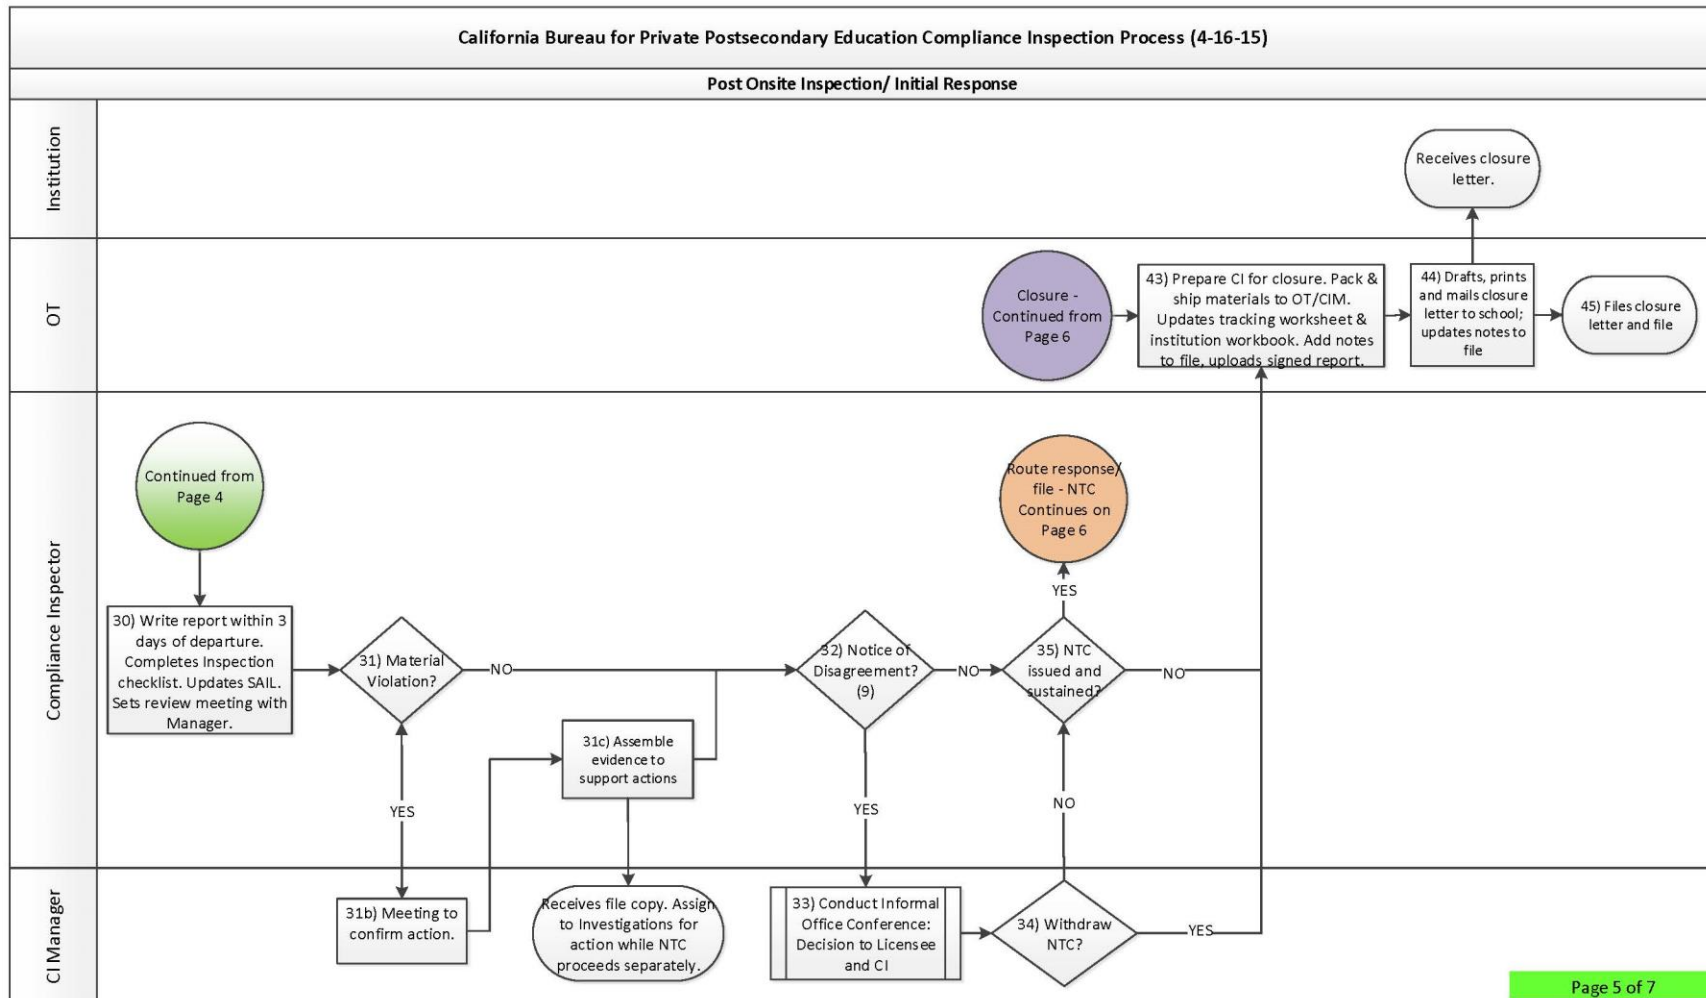 California Bureau for Private Postsecondary Education Compliance Inspection Process (4-16-15)
Post Onsite Inspection/ Initial Response
Institution
Receives closure
letter.
OT
Closure -
Continued from
Page 6
43) Prepare CI for closure. Pack &
ship materials to OT/CIM.
Updates tracking worksheet &
institution workbook. Add notes
to file, uploads signed report.
44) Drafts, prints
and mails closure
letter to school;
updates notes to
file
45) Files closure
letter and file
Compliance Inspector
Continued from
Page 4
Route response/
file - NTC
Continues on
Page 6
YES
30) Write report within 3
days of departure.
Completes Inspection
checklist. Updates SAIL.
Sets review meeting with
Manager.
31) Material
Violation?
NO
32) Notice of
Disagreement?
(9)
NO
35) NTC
issued and
sustained?
NO
31c) Assemble
evidence to
support actions
YES
YES
NO
CI Manager
31b) Meeting to
confirm action.
Receives file copy. Assign
to Investigations for
action while NTC
proceeds separately.
33) Conduct Informal
Office Conference:
Decision to Licensee
and CI
34) Withdraw
NTC?
YES
Page 5 of 7